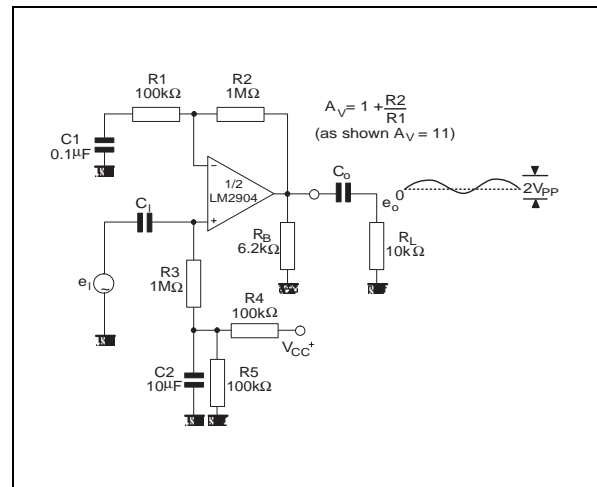 R1
100kΩ
R2
1MΩ
C1
0.1µF
A_V = 1 + R2/R1
(as shown A_V = 11)
1/2
LM2904
C_I
C_o
e_o
0
2V_PP
e_I
~
R_B
6.2kΩ
R_L
10kΩ
R3
1MΩ
R4
100kΩ
V_CC+
C2
10µF
R5
100kΩ